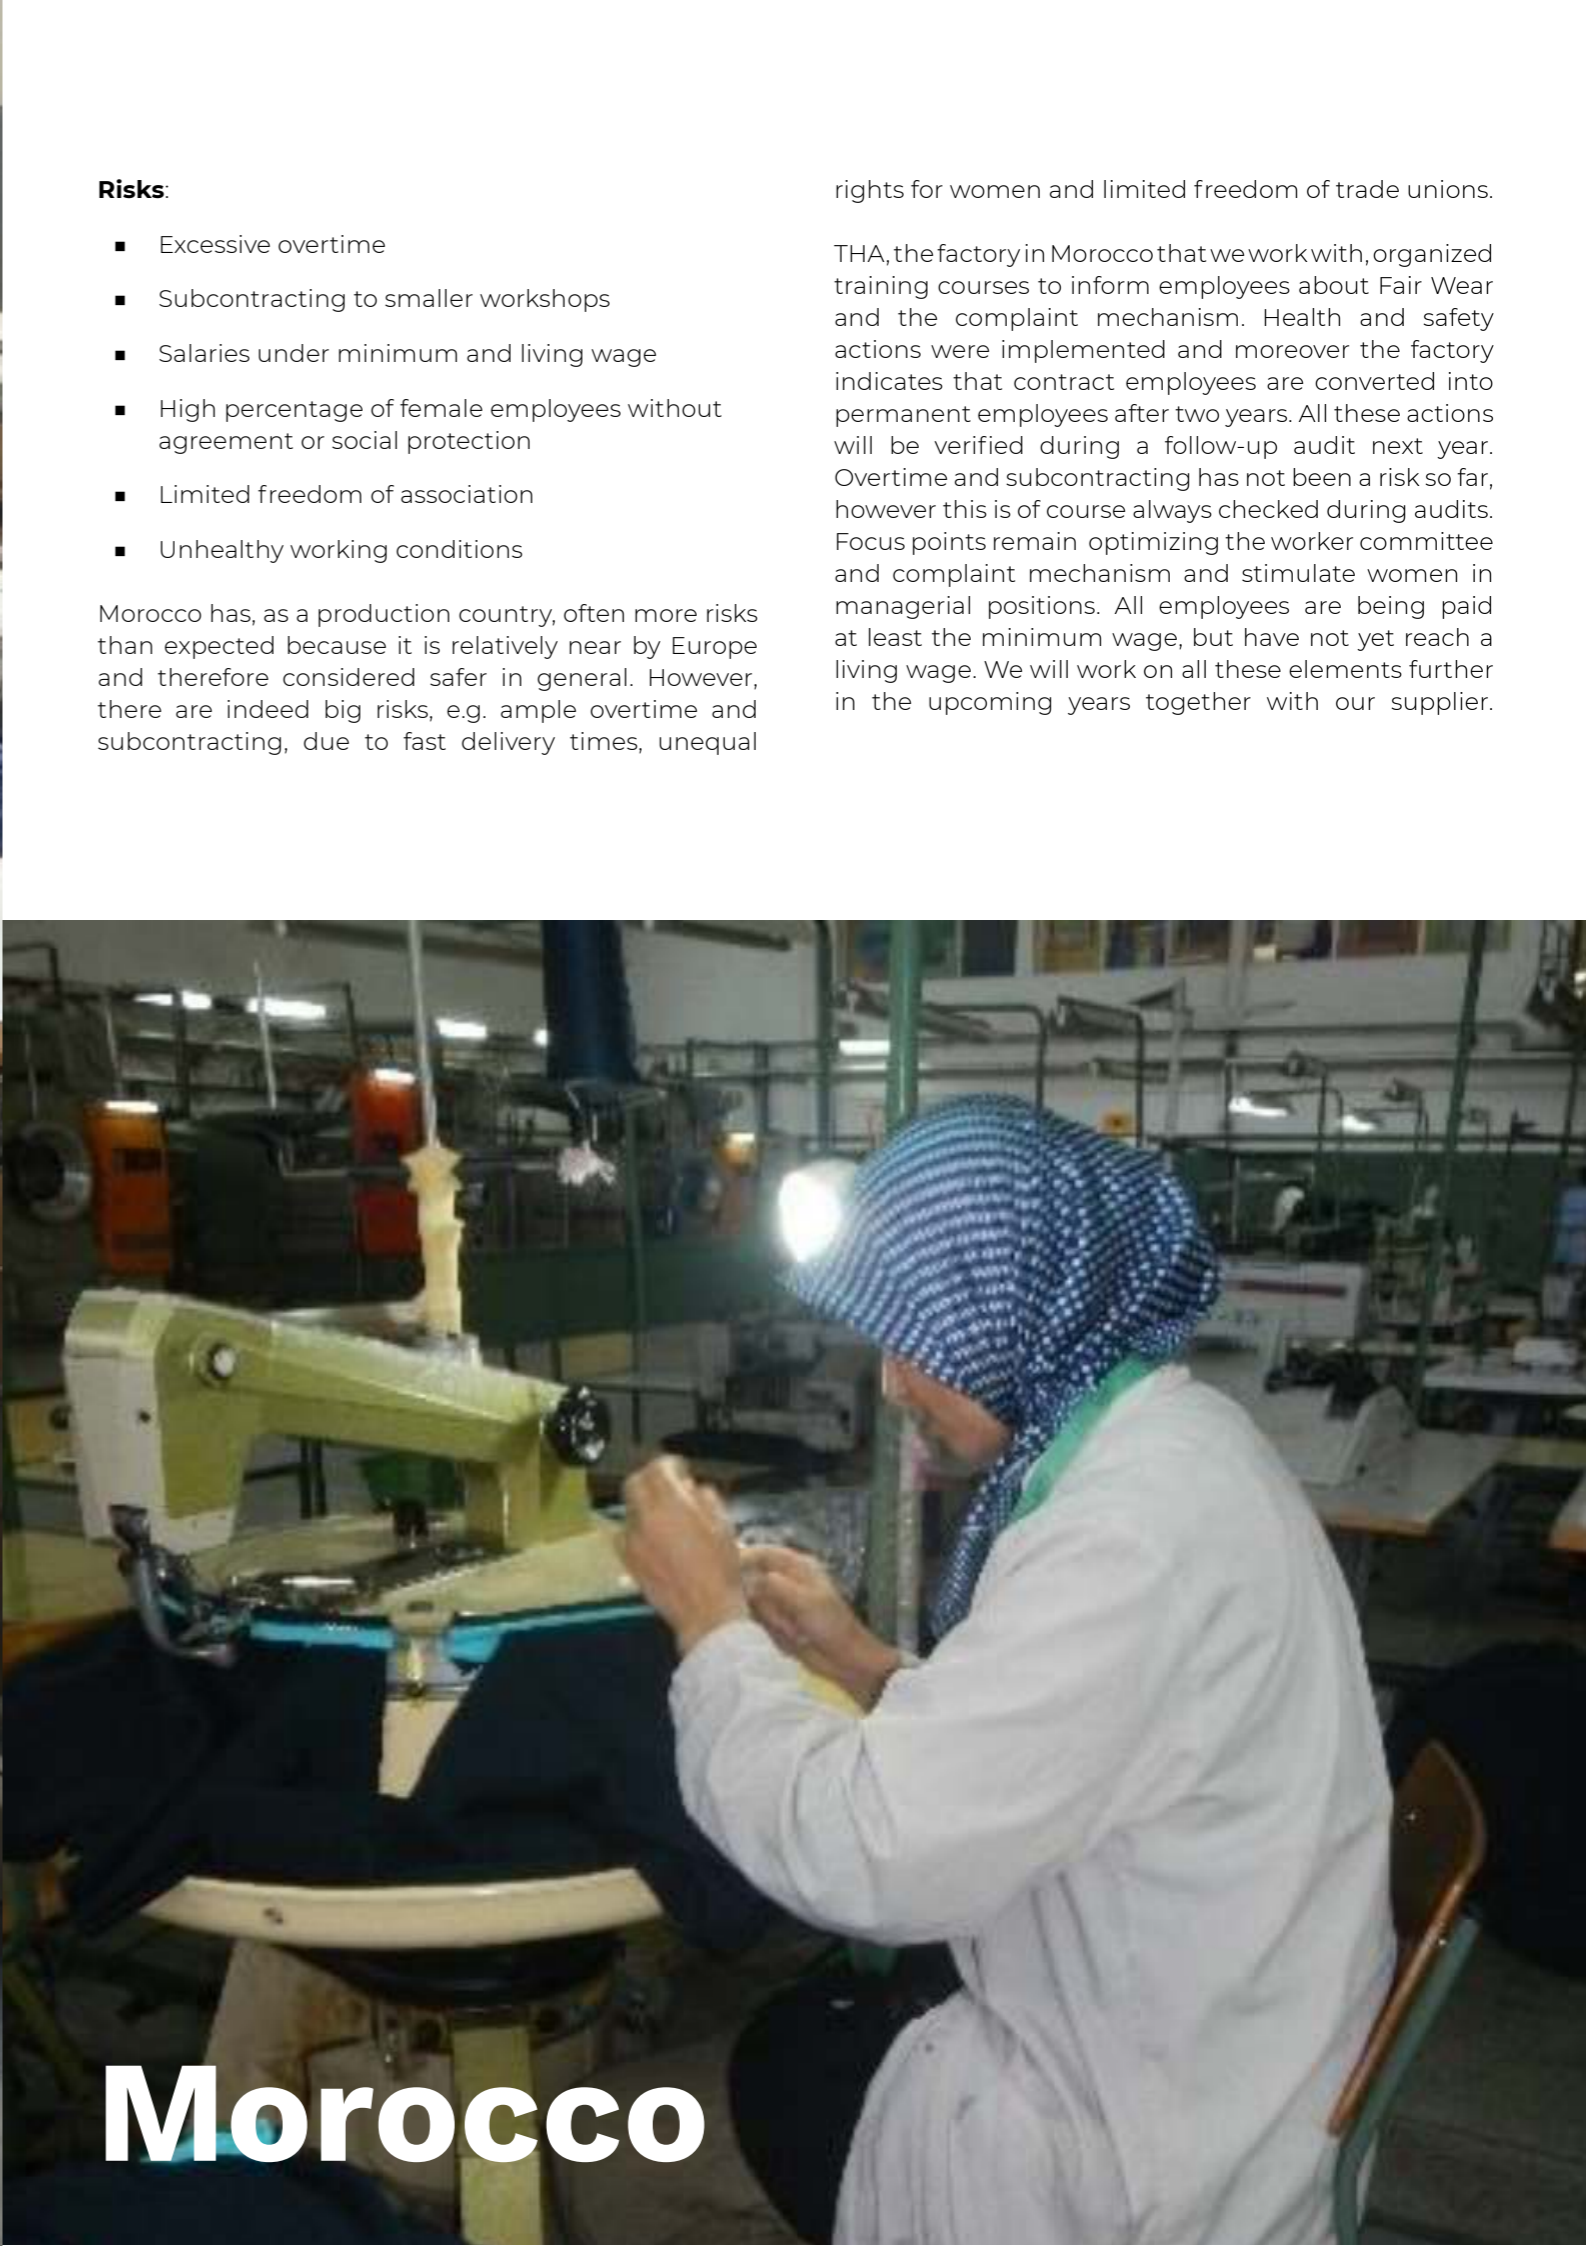 Risks:
▪ Excessive overtime
▪ Subcontracting to smaller workshops
▪ Salaries under minimum and living wage
▪ High percentage of female employees without
agreement or social protection
▪ Limited freedom of association
▪ Unhealthy working conditions
Morocco has, as a production country, often more risks
than expected because it is relatively near by Europe
and therefore considered safer in general. However,
there are indeed big risks, e.g. ample overtime and
subcontracting, due to fast delivery times, unequal
rights for women and limited freedom of trade unions.
THA, the factory in Morocco that we work with, organized
training courses to inform employees about Fair Wear
and the complaint mechanism. Health and safety
actions were implemented and moreover the factory
indicates that contract employees are converted into
permanent employees after two years. All these actions
will be verified during a follow-up audit next year.
Overtime and subcontracting has not been a risk so far,
however this is of course always checked during audits.
Focus points remain optimizing the worker committee
and complaint mechanism and stimulate women in
managerial positions. All employees are being paid
at least the minimum wage, but have not yet reach a
living wage. We will work on all these elements further
in the upcoming years together with our supplier.
Morocco